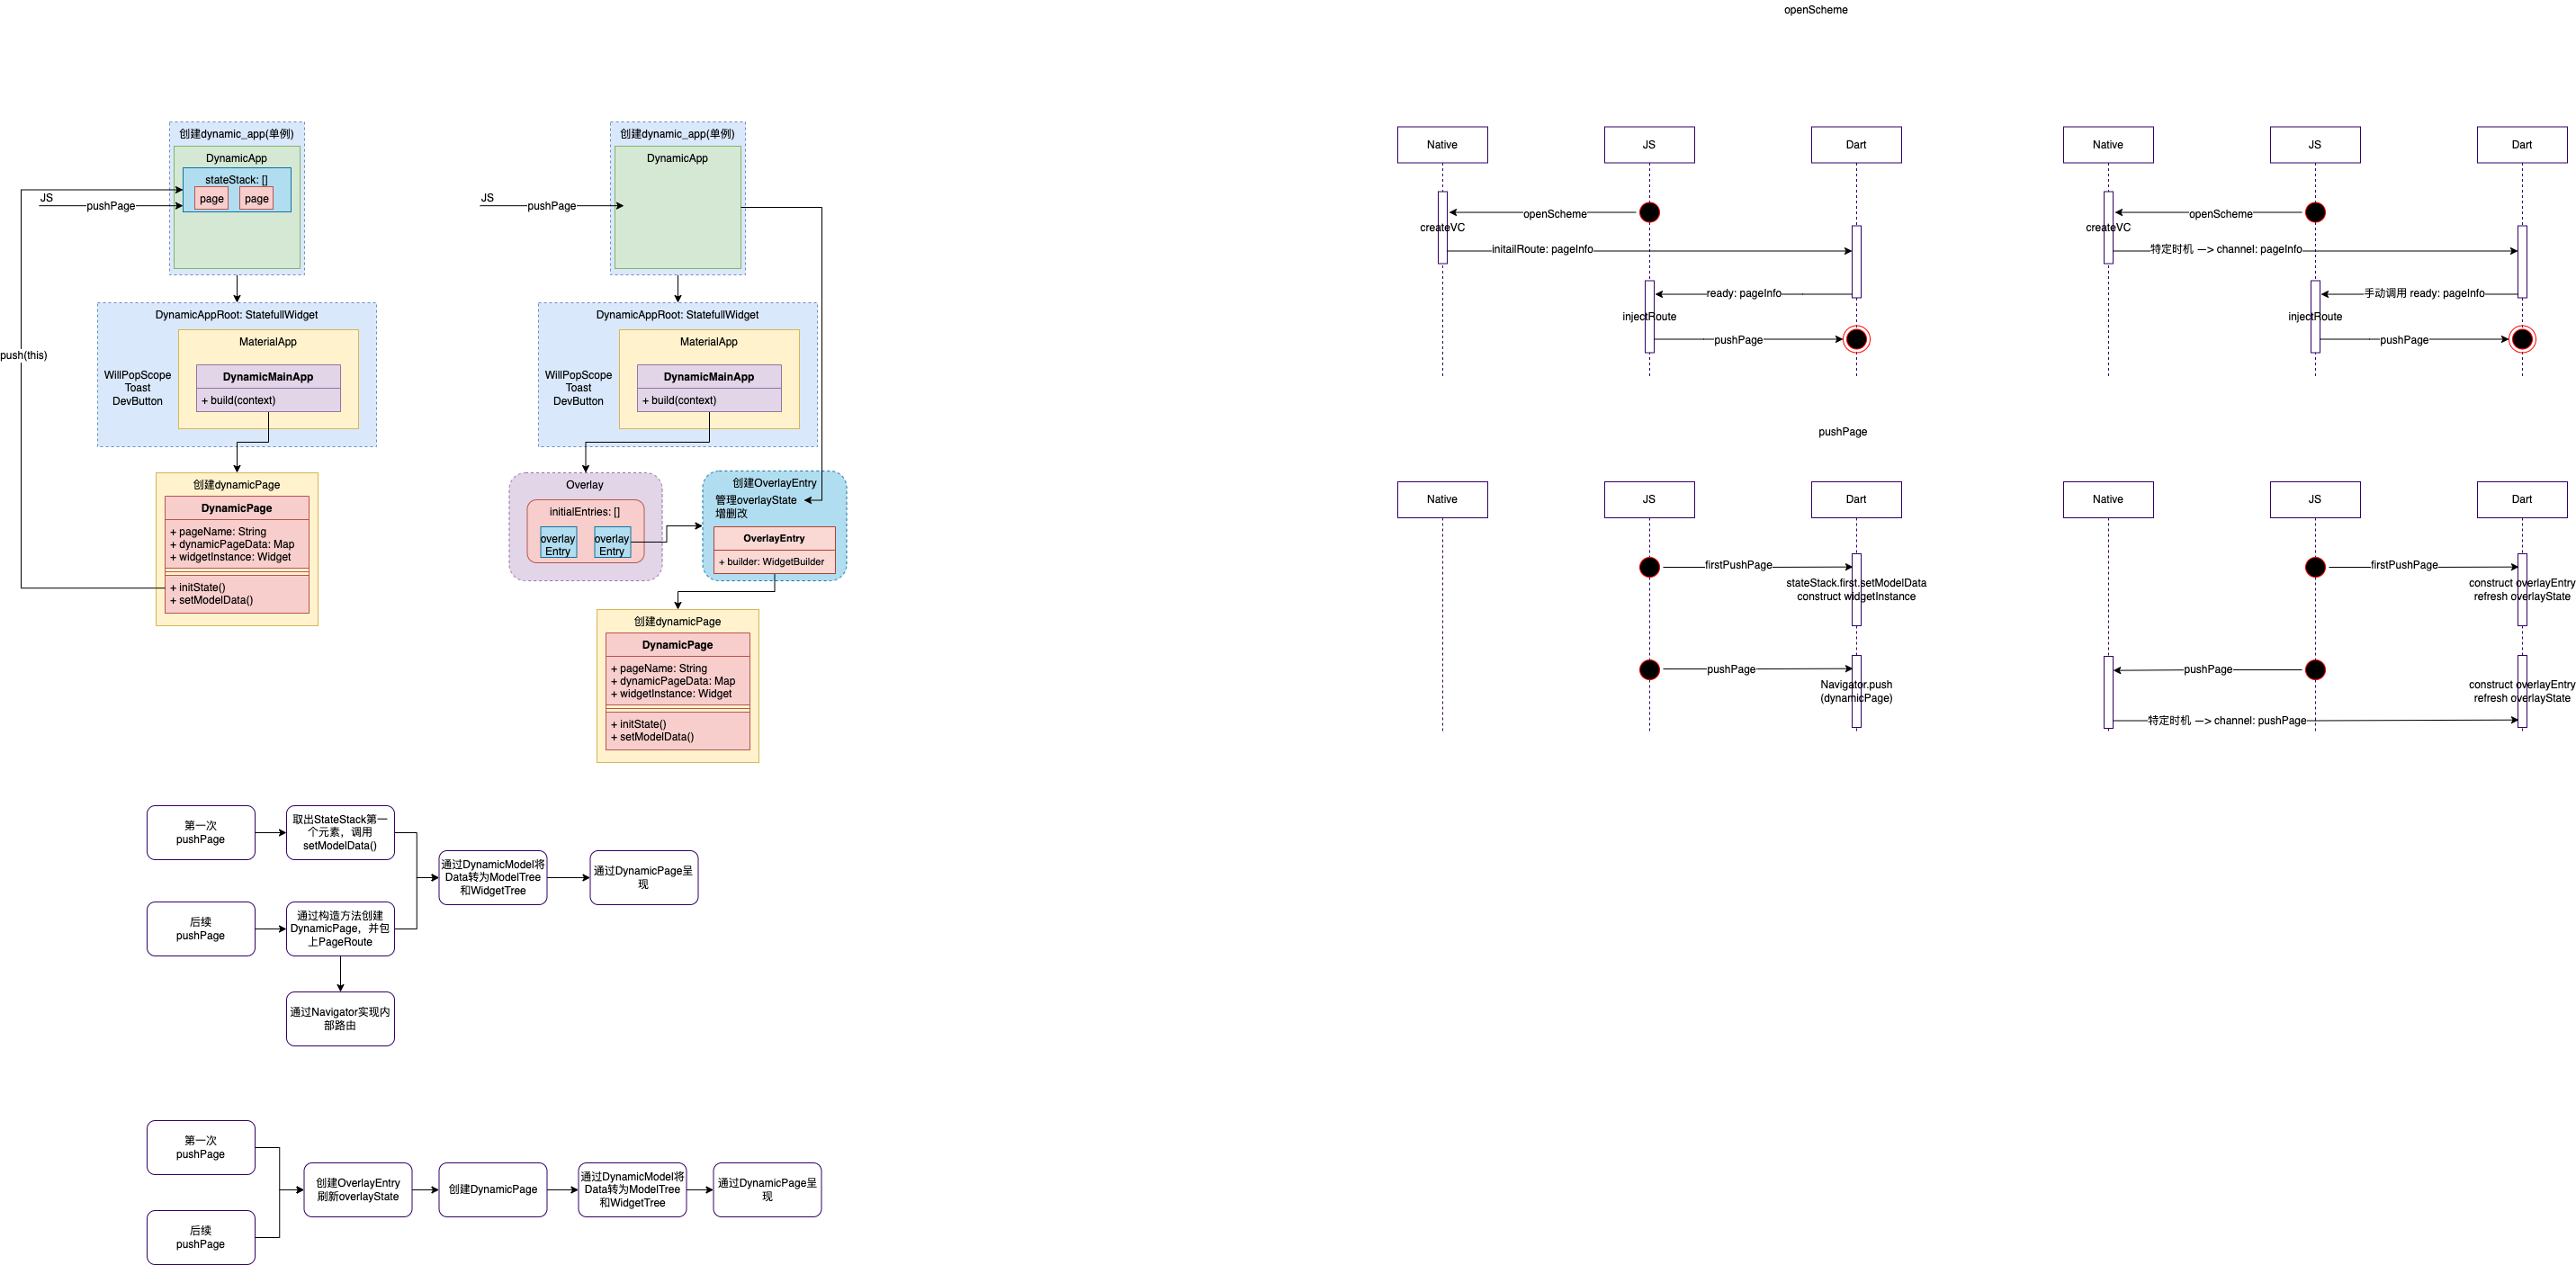 openScheme
创建dynamic_app(单例)
DynamicApp
stateStack: []
page
page
JS
pushPage
push(this)
DynamicAppRoot: StatefullWidget
MaterialApp
WillPopScope
Toast
DevButton
DynamicMainApp
+ build(context)
创建dynamicPage
DynamicPage
+ pageName: String
+ dynamicPageData: Map
+ widgetInstance: Widget
+ initState()
+ setModelData()
创建dynamic_app(单例)
DynamicApp
JS
pushPage
DynamicAppRoot: StatefullWidget
MaterialApp
WillPopScope
Toast
DevButton
DynamicMainApp
+ build(context)
Overlay
initialEntries: []
overlay
Entry
overlay
Entry
创建OverlayEntry
管理overlayState
增删改
OverlayEntry
+ builder: WidgetBuilder
创建dynamicPage
DynamicPage
+ pageName: String
+ dynamicPageData: Map
+ widgetInstance: Widget
+ initState()
+ setModelData()
Native
JS
Dart
openScheme
createVC
initailRoute: pageInfo
ready: pageInfo
injectRoute
pushPage
Native
JS
Dart
openScheme
createVC
特定时机 —> channel: pageInfo
手动调用 ready: pageInfo
injectRoute
pushPage
pushPage
Native
JS
Dart
firstPushPage
stateStack.first.setModelData
construct widgetInstance
pushPage
Navigator.push
(dynamicPage)
Native
JS
Dart
firstPushPage
construct overlayEntry
refresh overlayState
pushPage
construct overlayEntry
refresh overlayState
特定时机 —> channel: pushPage
第一次
pushPage
取出StateStack第一
个元素，调用
setModelData()
通过DynamicModel将
Data转为ModelTree
和WidgetTree
通过DynamicPage呈
现
后续
pushPage
通过构造方法创建
DynamicPage，并包
上PageRoute
通过Navigator实现内
部路由
第一次
pushPage
后续
pushPage
创建OverlayEntry
刷新overlayState
创建DynamicPage
通过DynamicModel将
Data转为ModelTree
和WidgetTree
通过DynamicPage呈
现